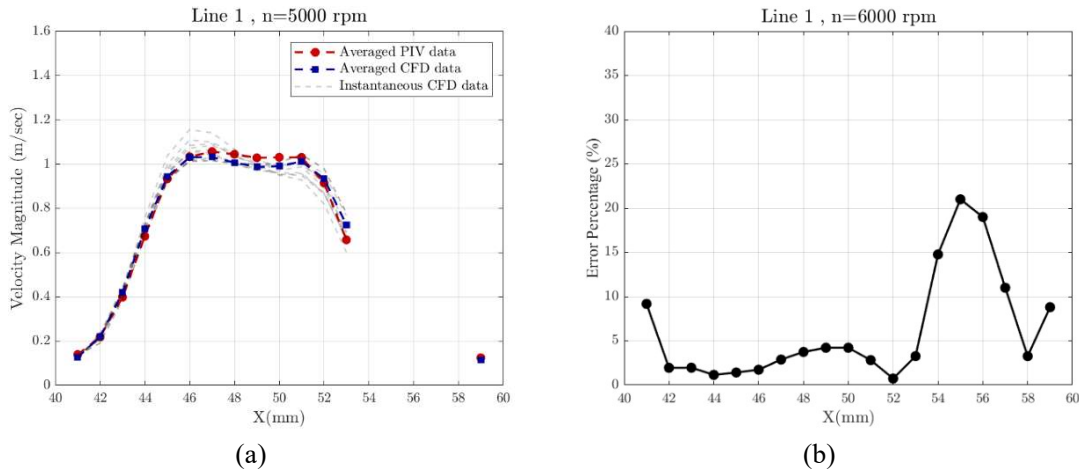 Line 1 , n=5000 rpm
Velocity Magnitude (m/sec)
1.6
1.4
1.2
1
0.8
0.6
0.4
0.2
0
Averaged PIV data
Averaged CFD data
Instantaneous CFD data
40 42 44 46 48 50 52 54 56 58 60
X(mm)
(a)
Line 1 , n=6000 rpm
Error Percentage (%)
40
35
30
25
20
15
10
5
0
40 42 44 46 48 50 52 54 56 58 60
X(mm)
(b)